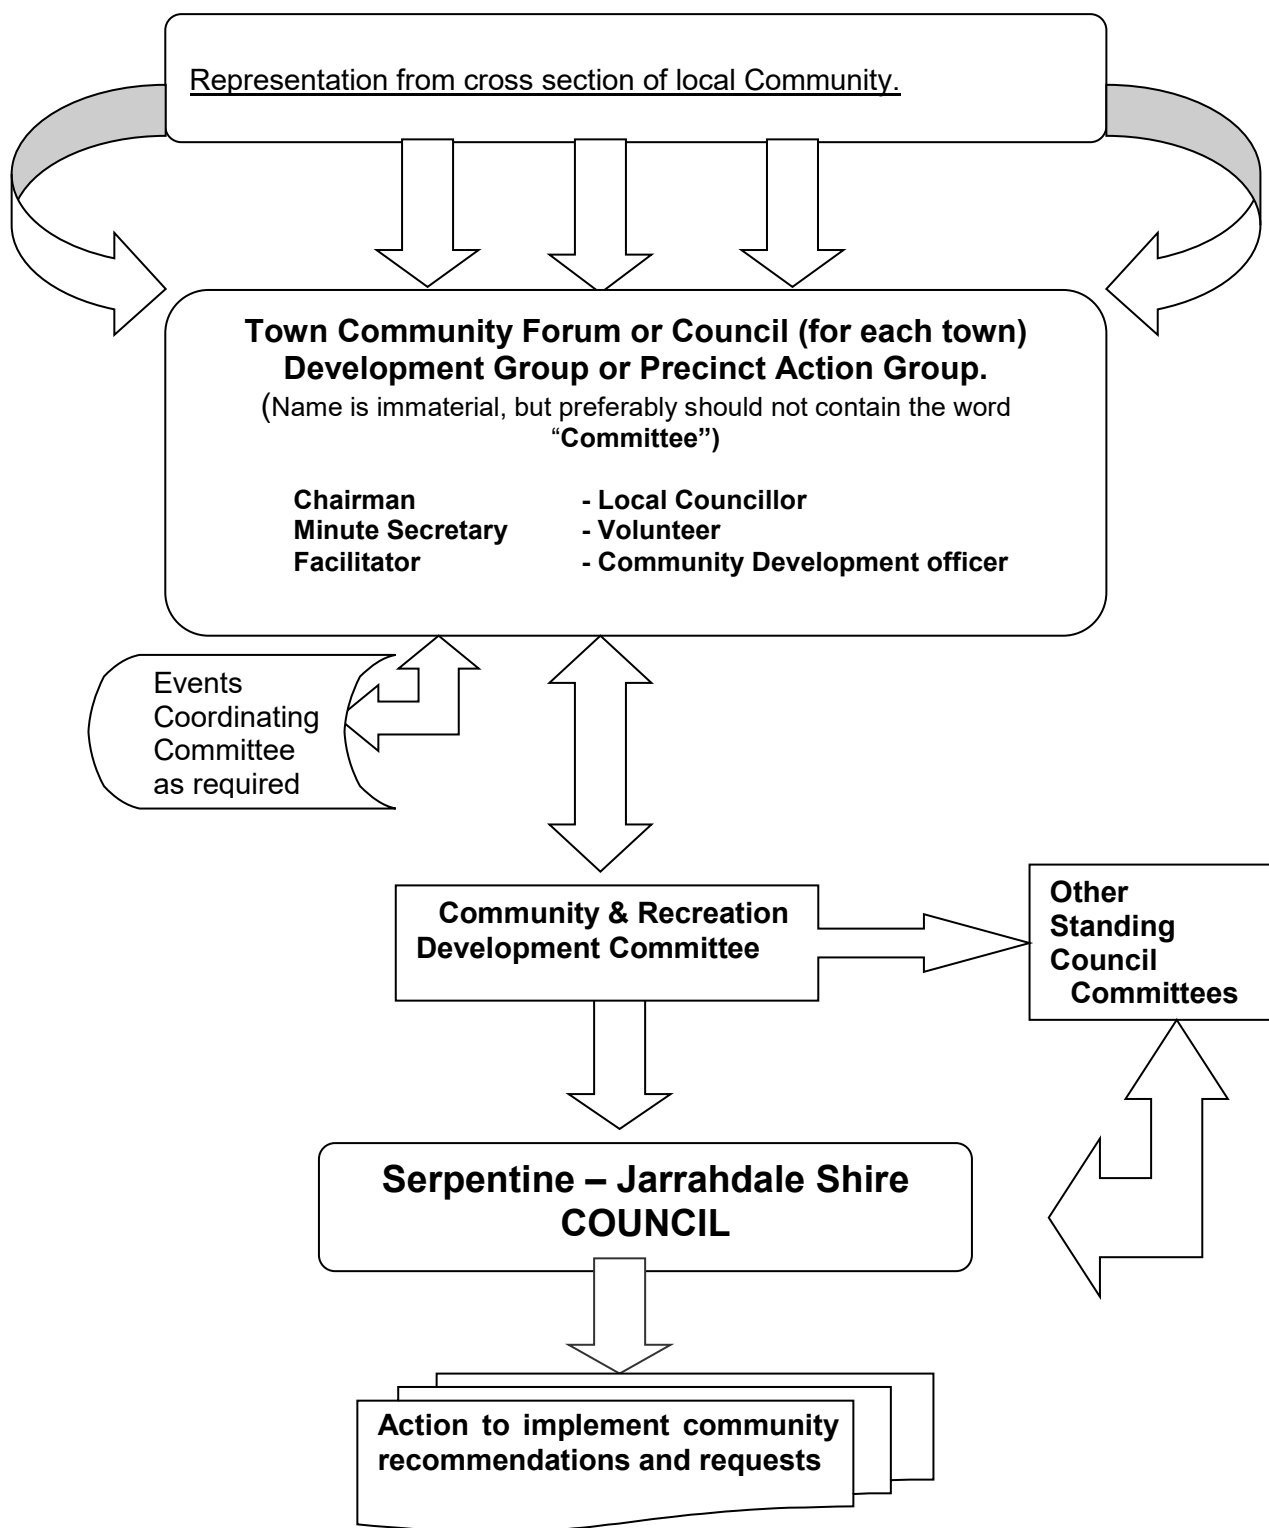 Representation from cross section of local Community.
Town Community Forum or Council (for each town)
Development Group or Precinct Action Group.
(Name is immaterial, but preferably should not contain the word
“Committee”)
Chairman - Local Councillor
Minute Secretary - Volunteer
Facilitator - Community Development officer
Events
Coordinating
Committee
as required
Community & Recreation
Development Committee
Other
Standing
Council
Committees
Serpentine – Jarrahdale Shire
COUNCIL
Action to implement community
recommendations and requests